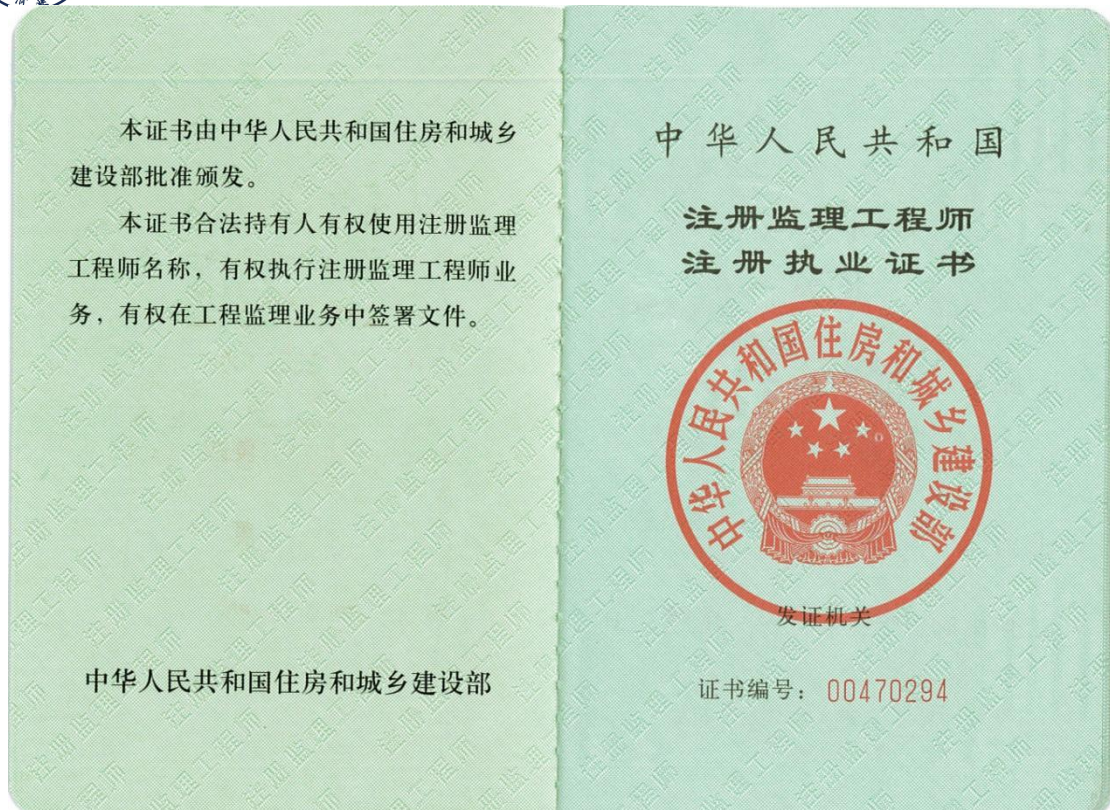 本证书由中华人民共和国住房和城乡
建设部批准颁发。
本证书合法持有人有权使用注册监理
工程师名称，有权执行注册监理工程师业
务，有权在工程监理业务中签署文件。
中华人民共和国住房和城乡建设部
中华人民共和国
注册监理工程师
注册执业证书
中华人民共和国住房和城乡建设部
发证机关
证书编号：00470294